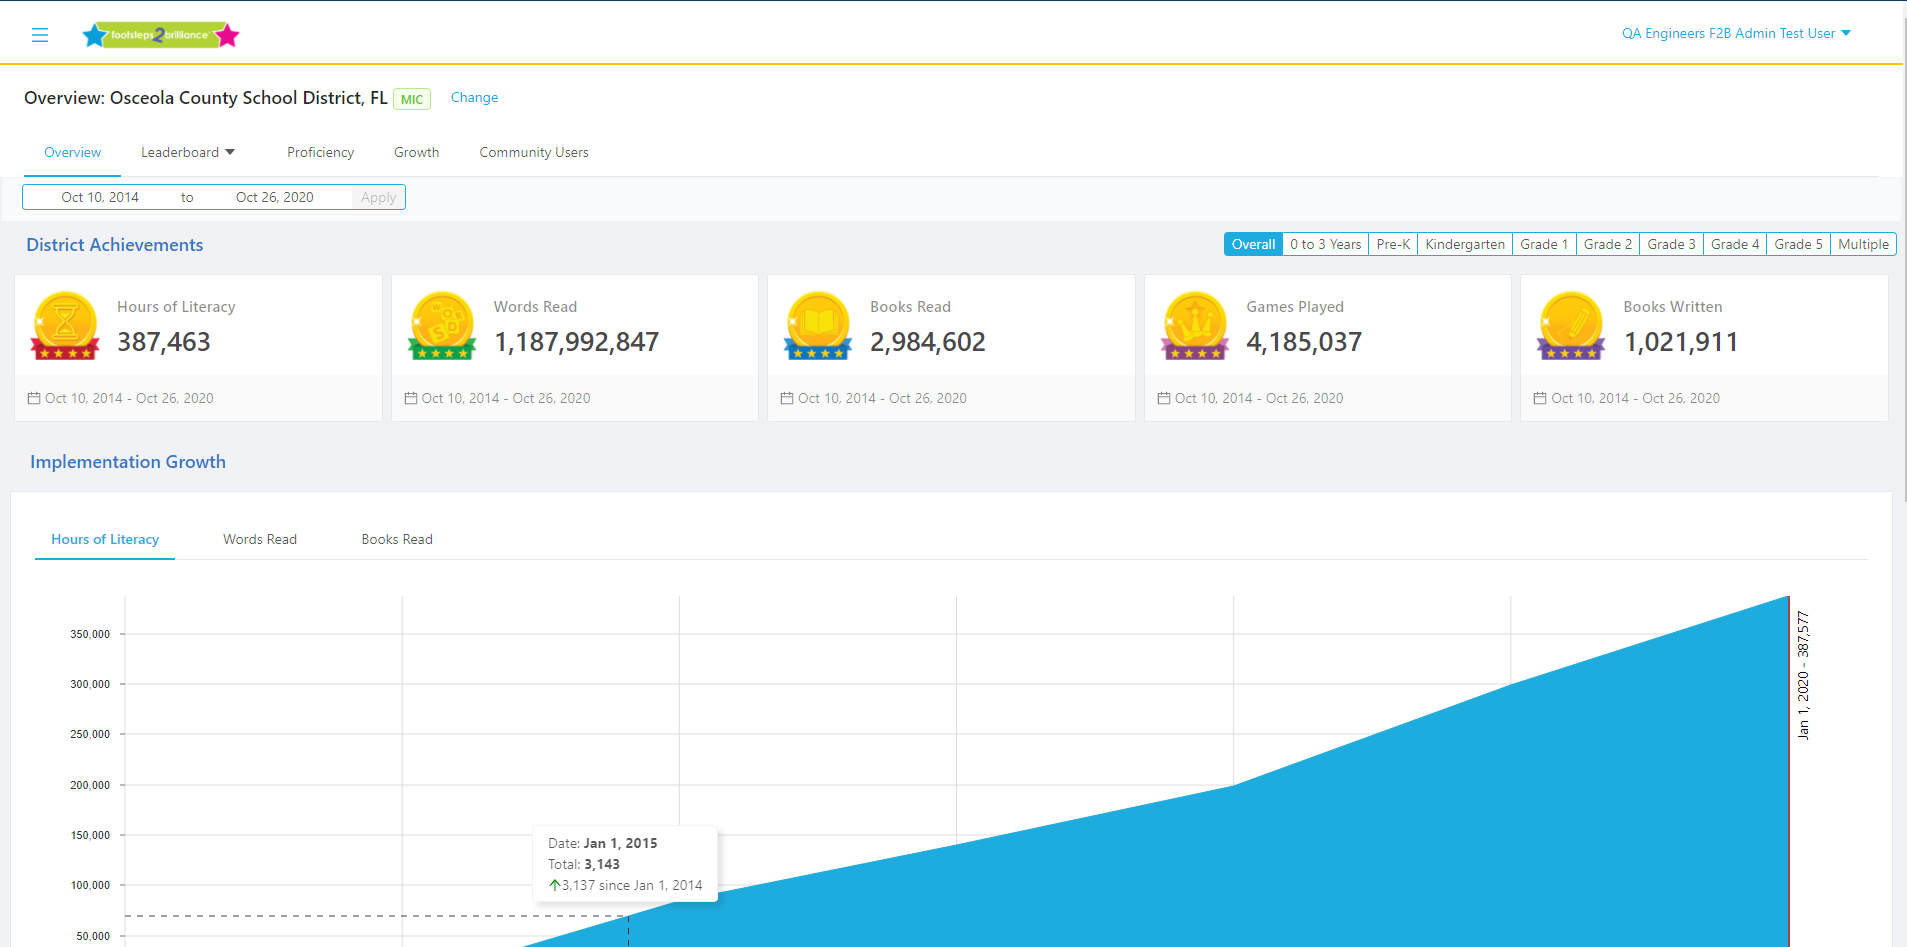 footsteps2brilliance
QA Engineers F2B Admin Test User
Overview: Osceola County School District, FL MIC Change
Overview Leaderboard Proficiency Growth Community Users
Oct 10, 2014 to Oct 26, 2020 Apply
District Achievements
Overall 0 to 3 Years Pre-K Kindergarten Grade 1 Grade 2 Grade 3 Grade 4 Grade 5 Multiple
Hours of Literacy
387,463
Oct 10, 2014 - Oct 26, 2020
WORDS
Words Read
1,187,992,847
Oct 10, 2014 - Oct 26, 2020
Books Read
2,984,602
Oct 10, 2014 - Oct 26, 2020
Games Played
4,185,037
Oct 10, 2014 - Oct 26, 2020
Books Written
1,021,911
Oct 10, 2014 - Oct 26, 2020
Implementation Growth
Hours of Literacy Words Read Books Read
350,000
300,000
250,000
200,000
150,000
100,000
50,000
Date: Jan 1, 2015
Total: 3,143
↑3,137 since Jan 1, 2014
Jan 1, 2020 - 387,577